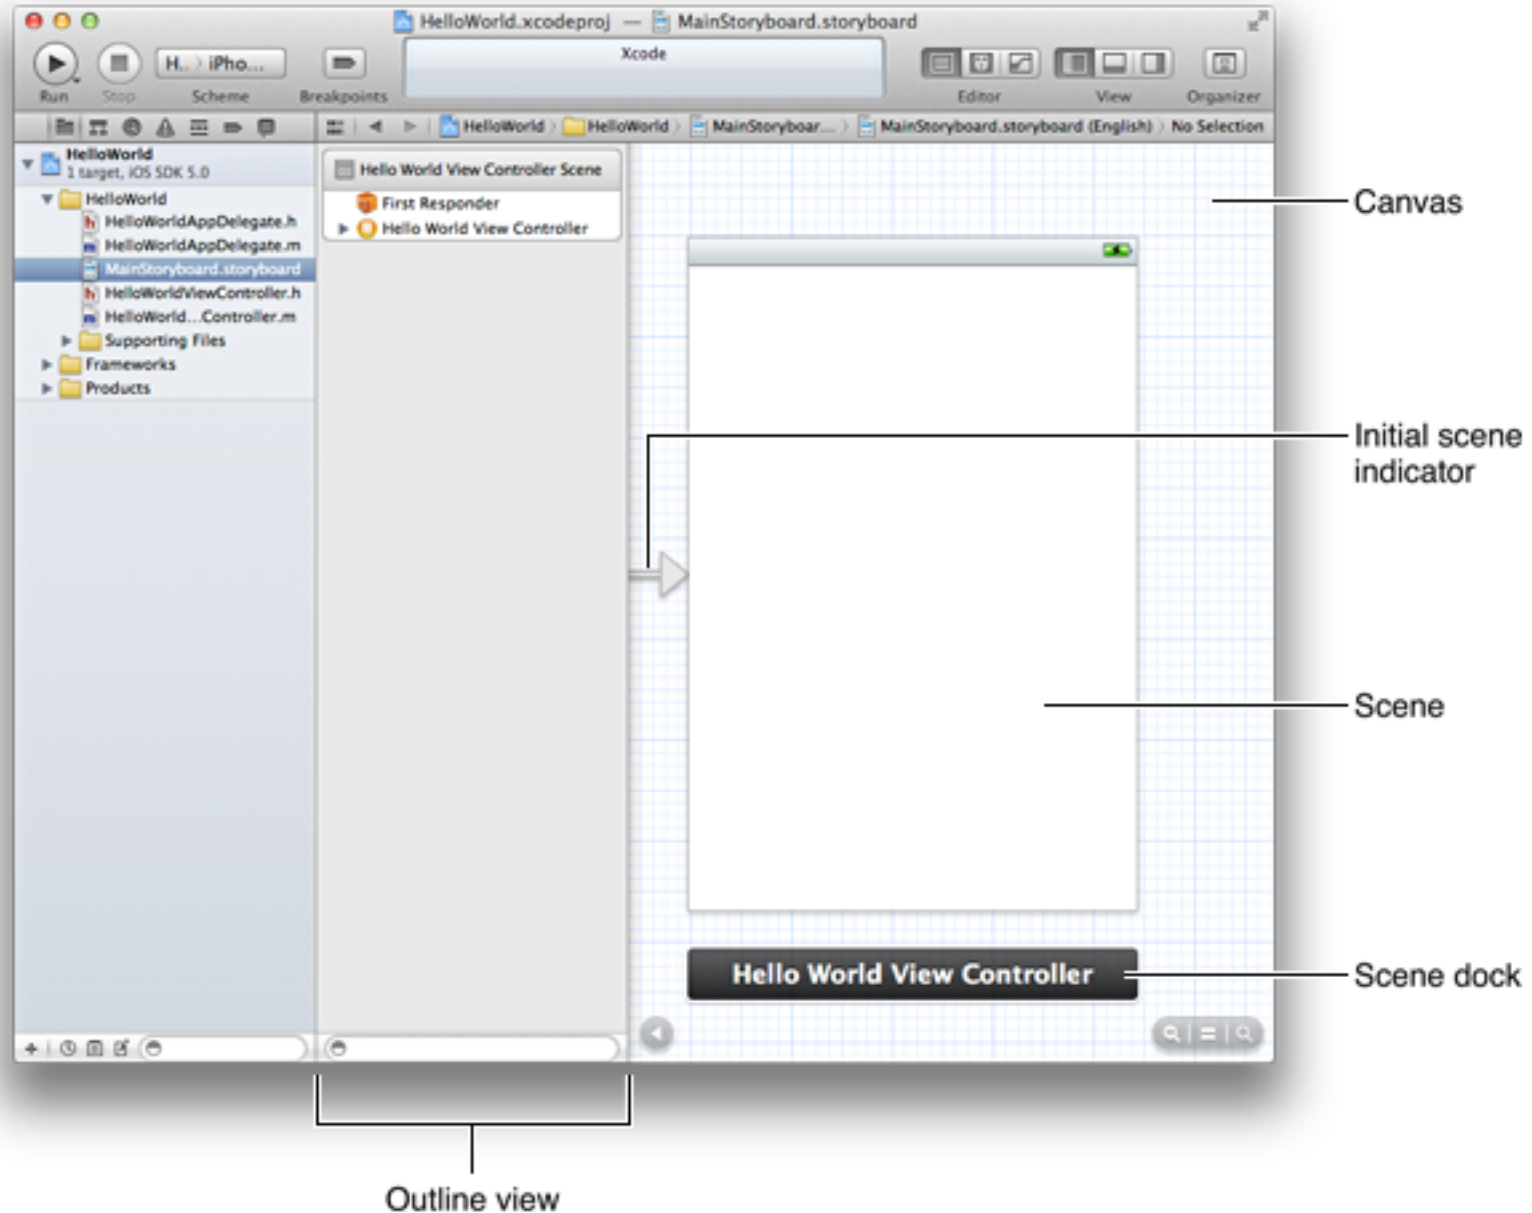 HelloWorld.xcodeproj — MainStoryboard.storyboard
Xcode
H.. › iPho...
Run Stop Scheme Breakpoints Editor View Organizer
HelloWorld › HelloWorld › MainStoryboar... › MainStoryboard.storyboard (English) › No Selection
HelloWorld
1 target, iOS SDK 5.0
HelloWorld
HelloWorldAppDelegate.h
HelloWorldAppDelegate.m
MainStoryboard.storyboard
HelloWorldViewController.h
HelloWorld...Controller.m
Supporting Files
Frameworks
Products
Hello World View Controller Scene
First Responder
Hello World View Controller
Canvas
Initial scene
indicator
Scene
Hello World View Controller
Scene dock
Outline view